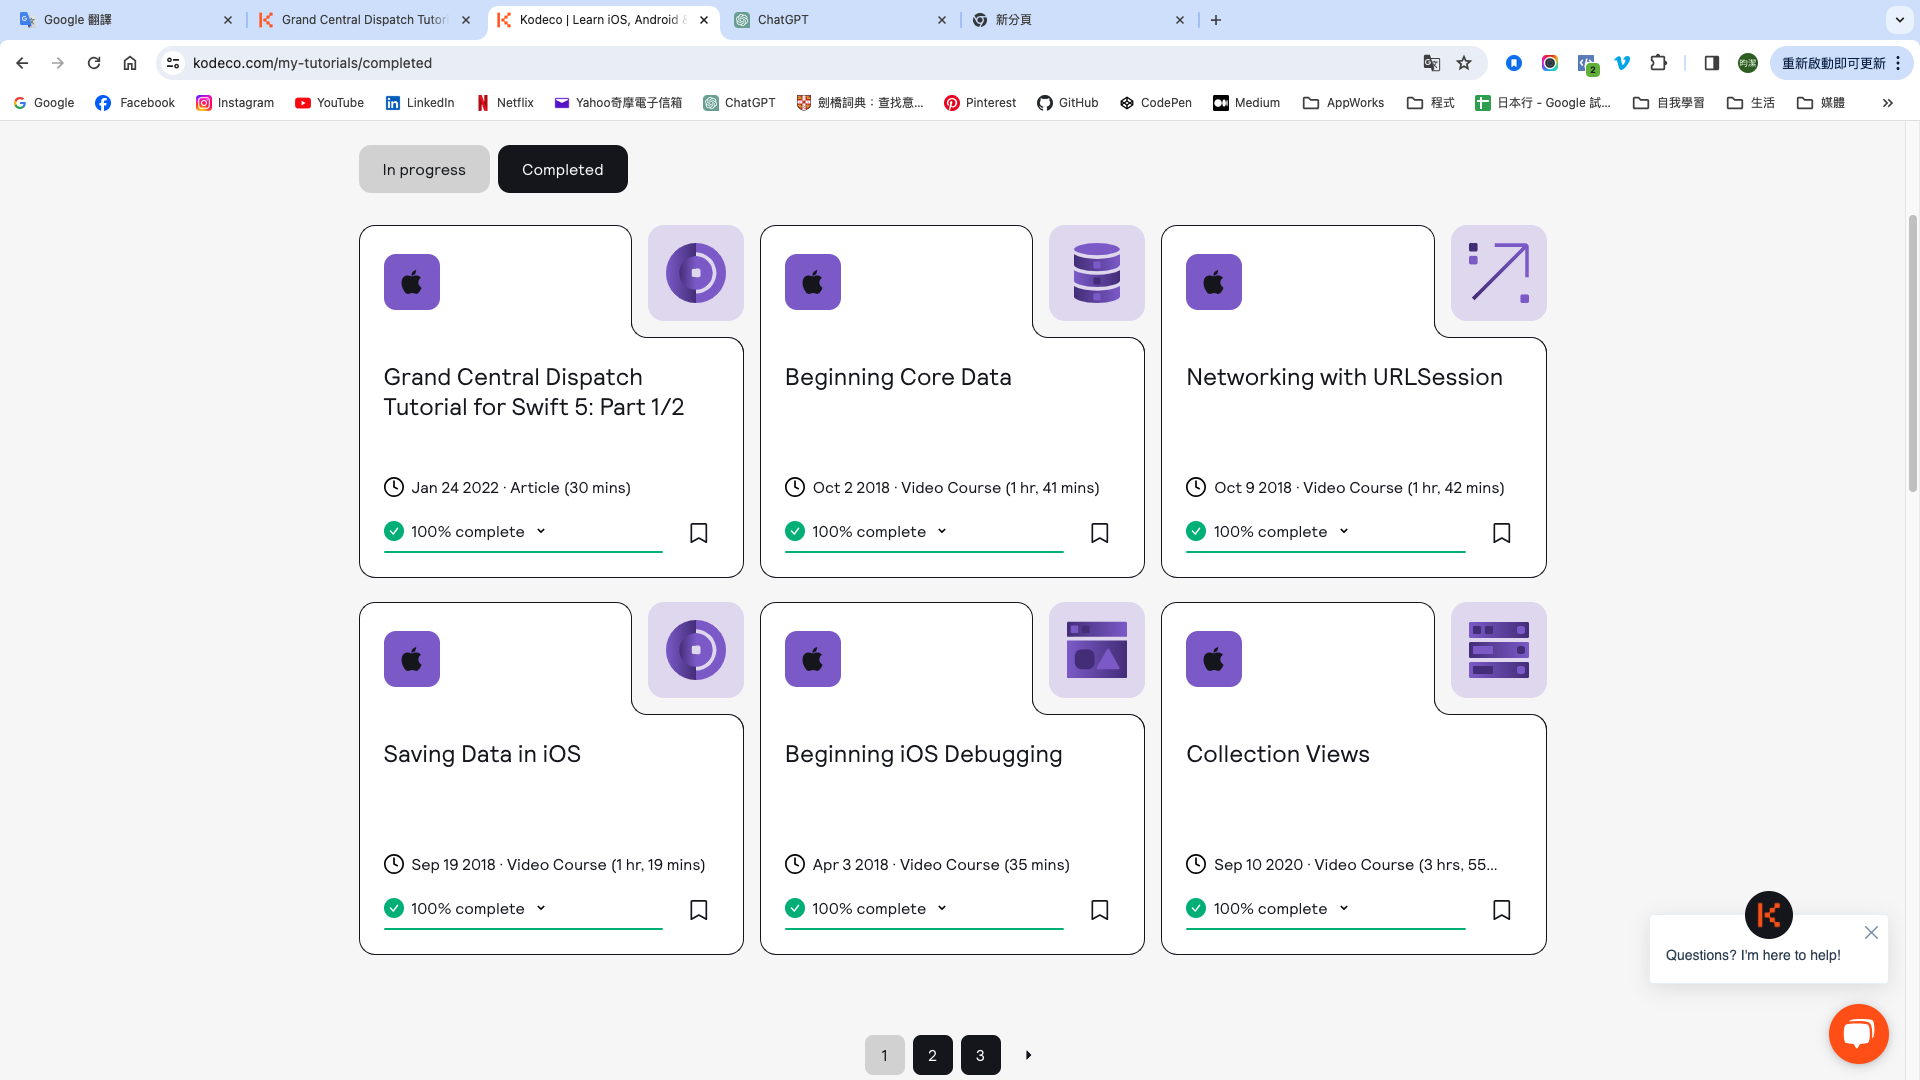 Google 翻譯
Grand Central Dispatch Tutori
Kodeco | Learn iOS, Android &
ChatGPT
新分頁
kodeco.com/my-tutorials/completed
2
昀潔
重新啟動即可更新
Google
Facebook
Instagram
YouTube
LinkedIn
Netflix
Yahoo奇摩電子信箱
ChatGPT
劍橋詞典：查找意...
Pinterest
GitHub
CodePen
Medium
AppWorks
程式
日本行 - Google 試...
自我學習
生活
媒體
In progress
Completed
Grand Central Dispatch
Tutorial for Swift 5: Part 1/2
Jan 24 2022 · Article (30 mins)
100% complete
Beginning Core Data
Oct 2 2018 · Video Course (1 hr, 41 mins)
100% complete
Networking with URLSession
Oct 9 2018 · Video Course (1 hr, 42 mins)
100% complete
Saving Data in iOS
Sep 19 2018 · Video Course (1 hr, 19 mins)
100% complete
Beginning iOS Debugging
Apr 3 2018 · Video Course (35 mins)
100% complete
Collection Views
Sep 10 2020 · Video Course (3 hrs, 55...
100% complete
Questions? I'm here to help!
1
2
3